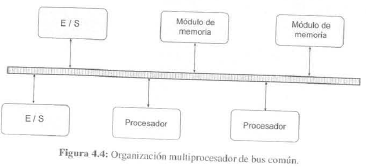 E / S
Módulo de
memoria
Módulo de
memoria
E / S
Procesador
Procesador
Figura 4.4: Organización multiprocesador de bus común.